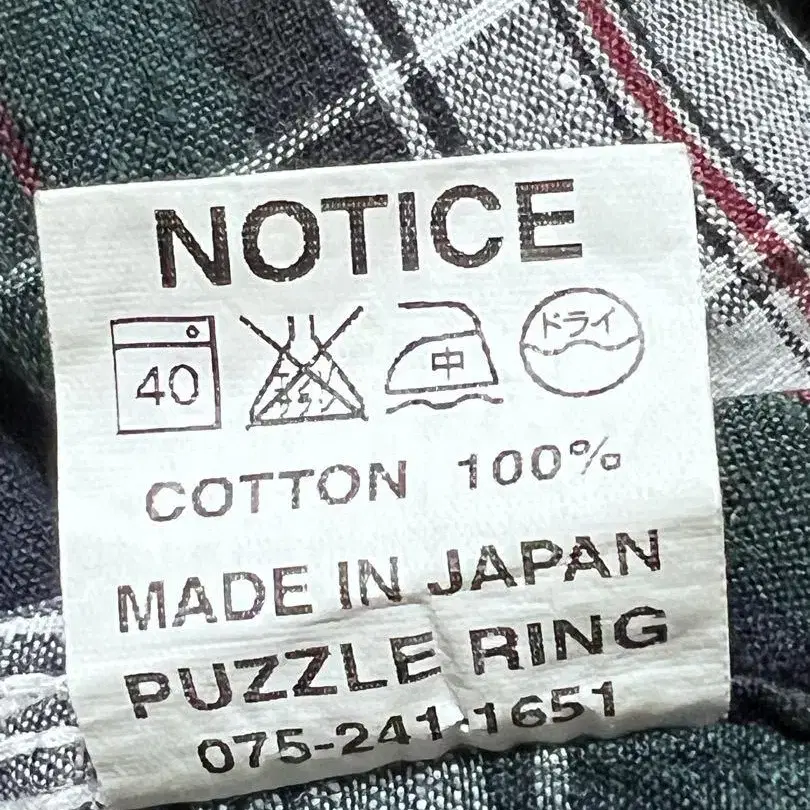 NOTICE
40 中 ドライ
COTTON 100%
MADE IN JAPAN
PUZZLE RING
075-241-1651